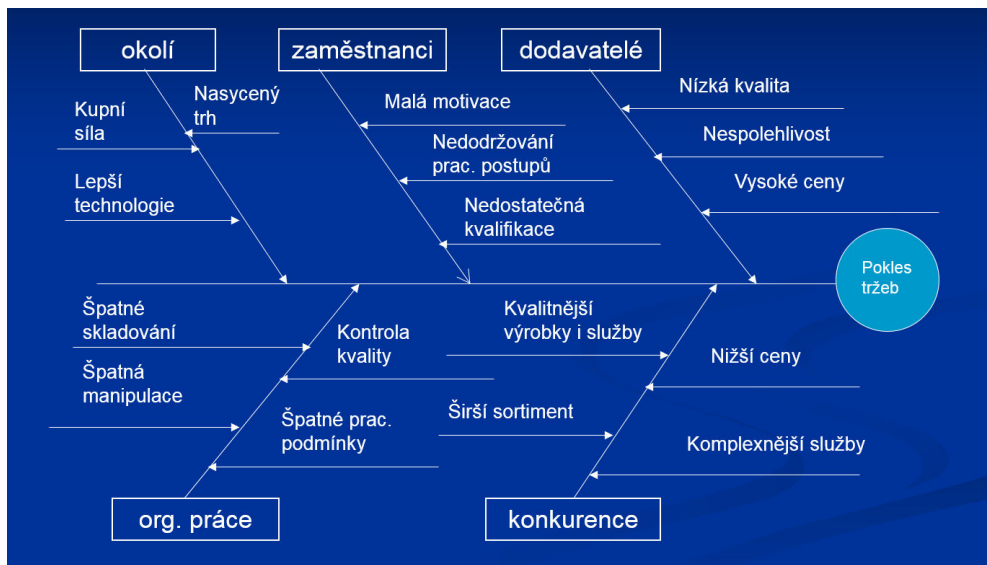 okolí
zaměstnanci
dodavatelé
Nasycený
trh
Kupní
síla
Lepší
technologie
Malá motivace
Nedodržování
prac. postupů
Nedostatečná
kvalifikace
Nízká kvalita
Nespolehlivost
Vysoké ceny
Pokles
tržeb
Špatné
skladování
Kontrola
kvality
Špatná
manipulace
Špatné prac.
podmínky
Kvalitnější
výrobky i služby
Nižší ceny
Širší sortiment
Komplexnější služby
org. práce
konkurence